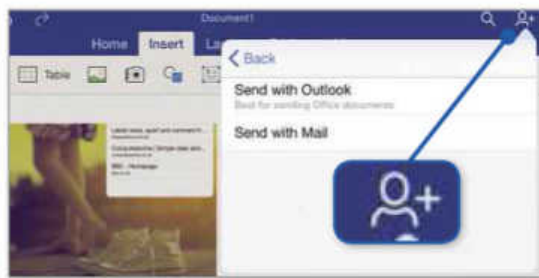 Document1
Home Insert
Back
Table
Send with Outlook
Best for sending Office documents
Send with Mail